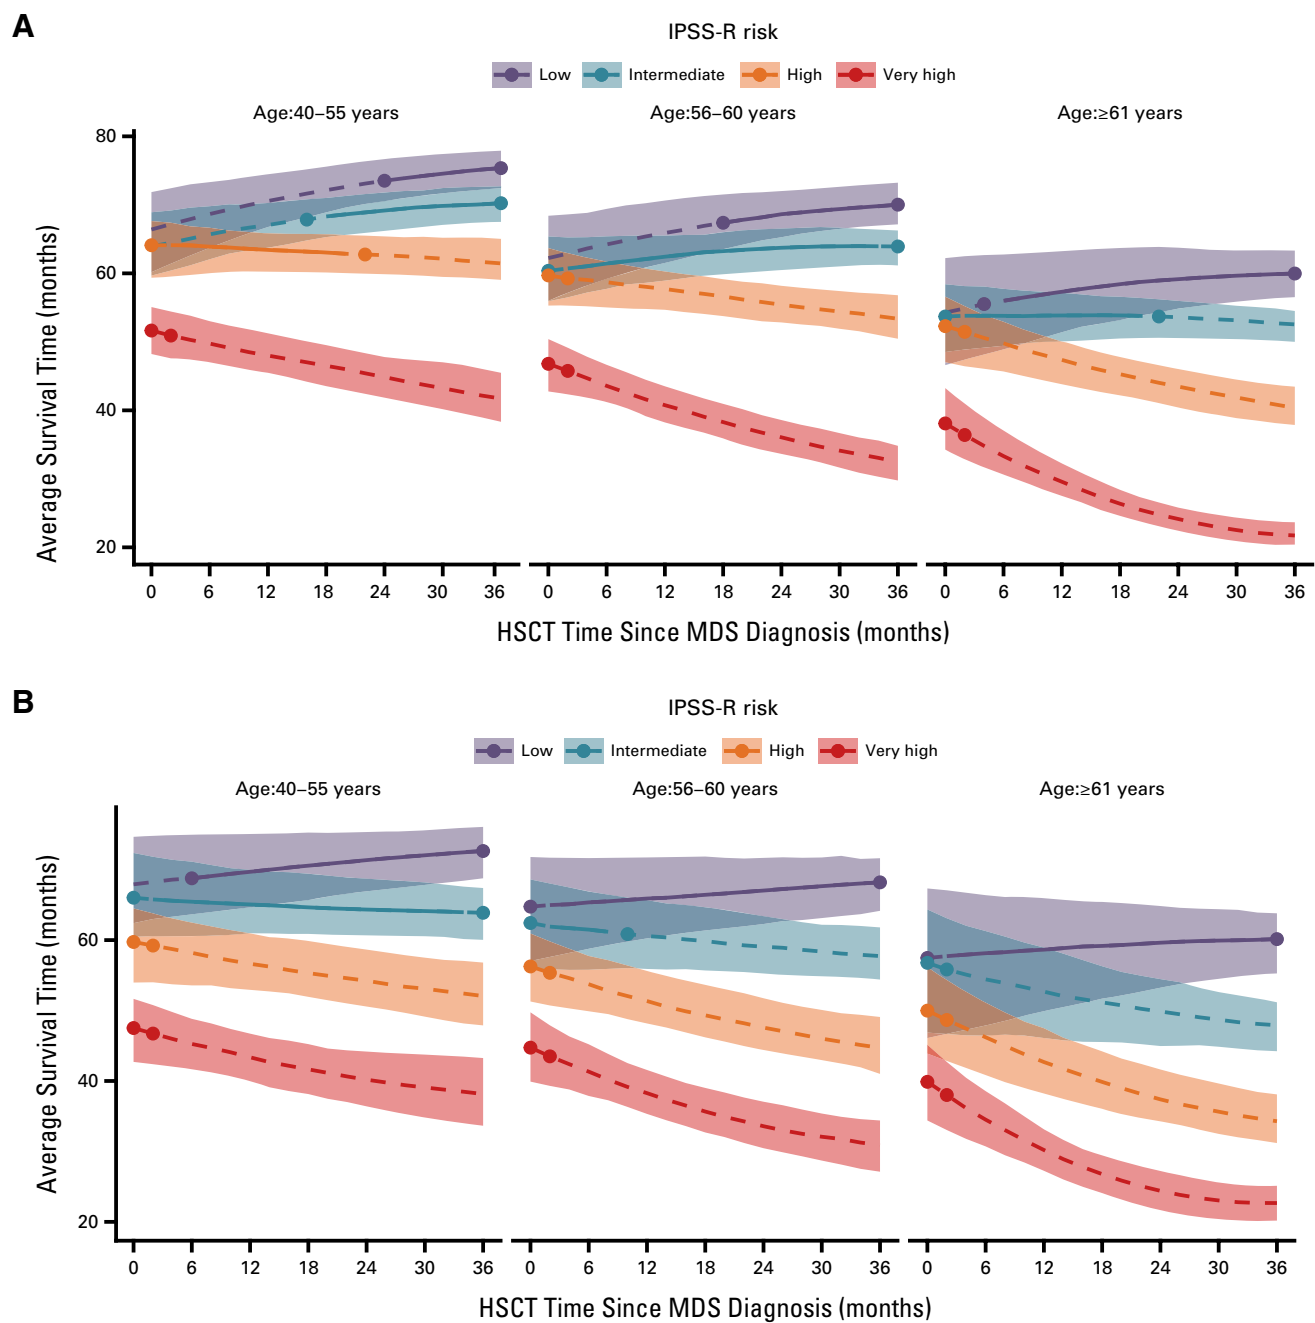 A
IPSS-R risk
Low Intermediate High Very high
Age:40–55 years Age:56–60 years Age:≥61 years
80
60
40
20
Average Survival Time (months)
0 6 12 18 24 30 36 0 6 12 18 24 30 36 0 6 12 18 24 30 36
HSCT Time Since MDS Diagnosis (months)
B
IPSS-R risk
Low Intermediate High Very high
Age:40–55 years Age:56–60 years Age:≥61 years
60
40
20
Average Survival Time (months)
0 6 12 18 24 30 36 0 6 12 18 24 30 36 0 6 12 18 24 30 36
HSCT Time Since MDS Diagnosis (months)